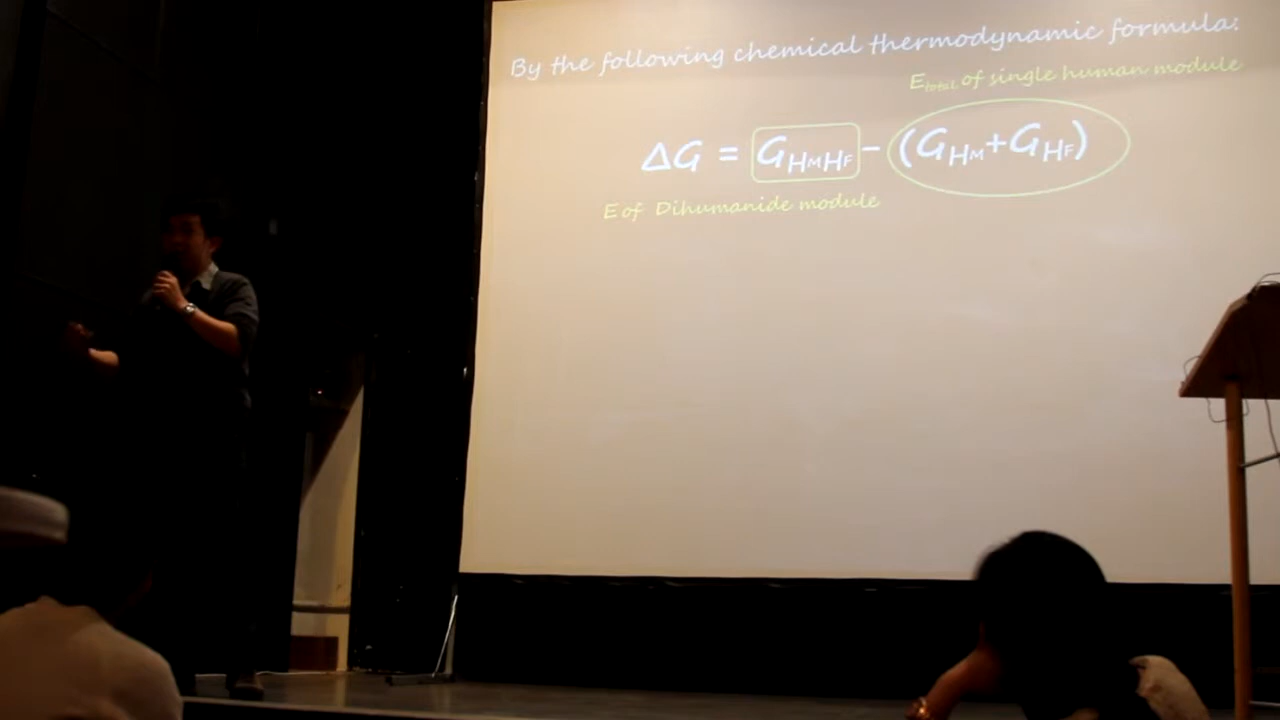 By the following chemical thermodynamic formula:
Etotal of single human module
ΔG = GHMHF - (GHM+GHF)
E of Dihumanide module